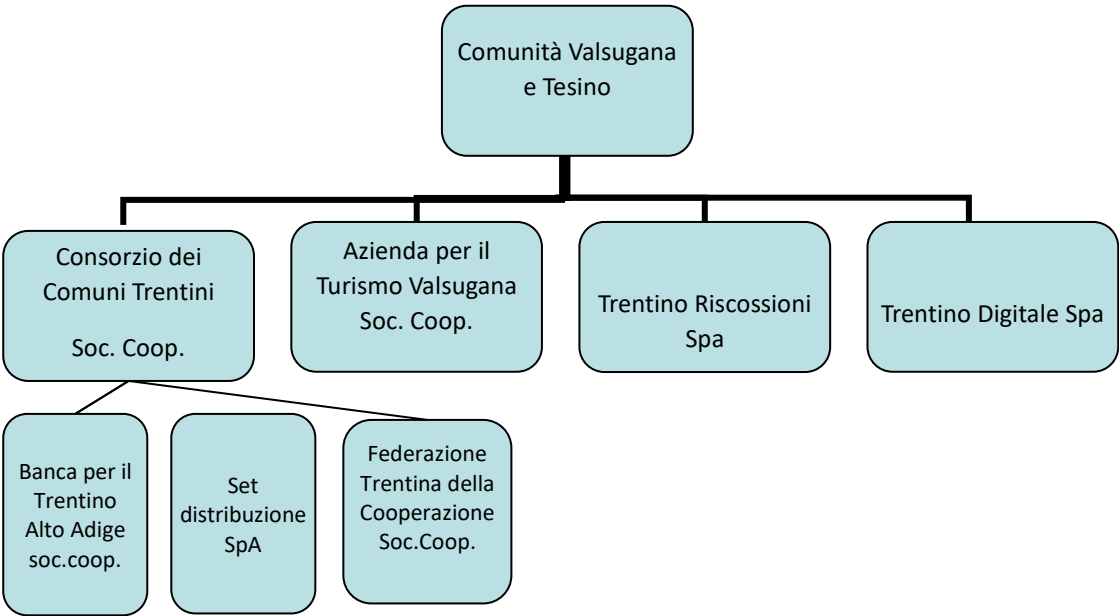 Comunità Valsugana
e Tesino
Consorzio dei
Comuni Trentini
Soc. Coop.
Azienda per il
Turismo Valsugana
Soc. Coop.
Trentino Riscossioni
Spa
Trentino Digitale Spa
Banca per il
Trentino
Alto Adige
soc.coop.
Set
distribuzione
SpA
Federazione
Trentina della
Cooperazione
Soc.Coop.